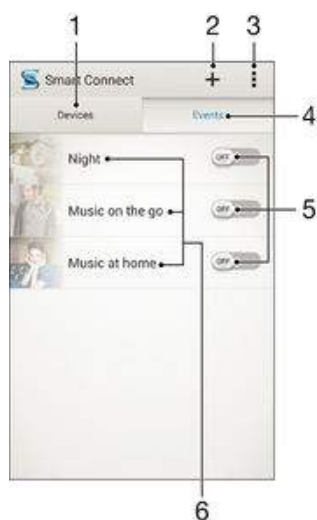 1 2 3
Smart Connect
Devices Events
4
Night OFF
Music on the go OFF
5
Music at home OFF
6